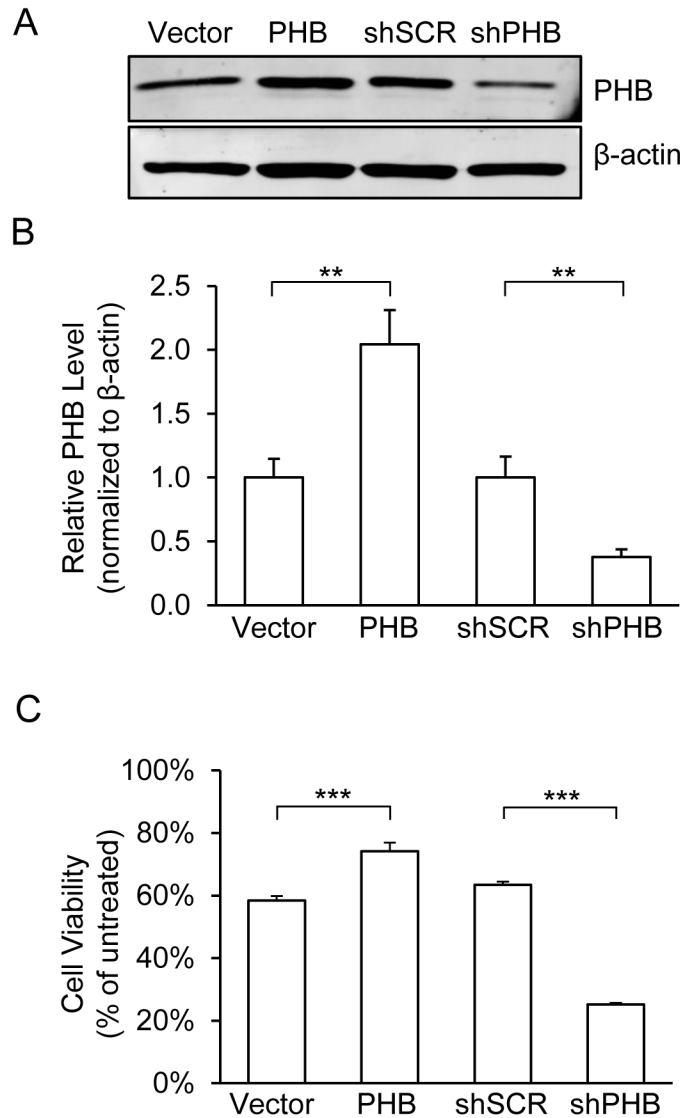 A
Vector PHB shSCR shPHB
PHB
β-actin
B
Relative PHB Level
(normalized to β-actin)
2.5
2.0
1.5
1.0
0.5
0.0
** **
Vector PHB shSCR shPHB
C
Cell Viability
(% of untreated)
100%
80%
60%
40%
20%
0%
*** ***
Vector PHB shSCR shPHB